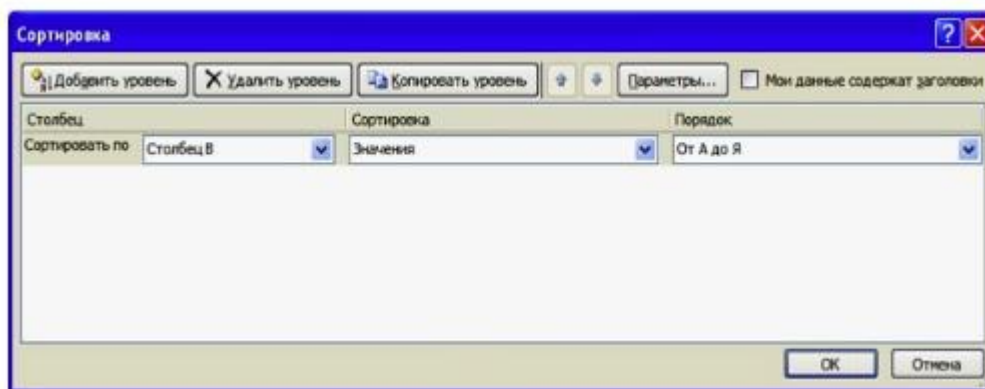 Сортировка
Добавить уровень Удалить уровень Копировать уровень Параметры... Мои данные содержат заголовки
Столбец Сортировка Порядок
Сортировать по Столбец B Значения От А до Я
ОК Отмена